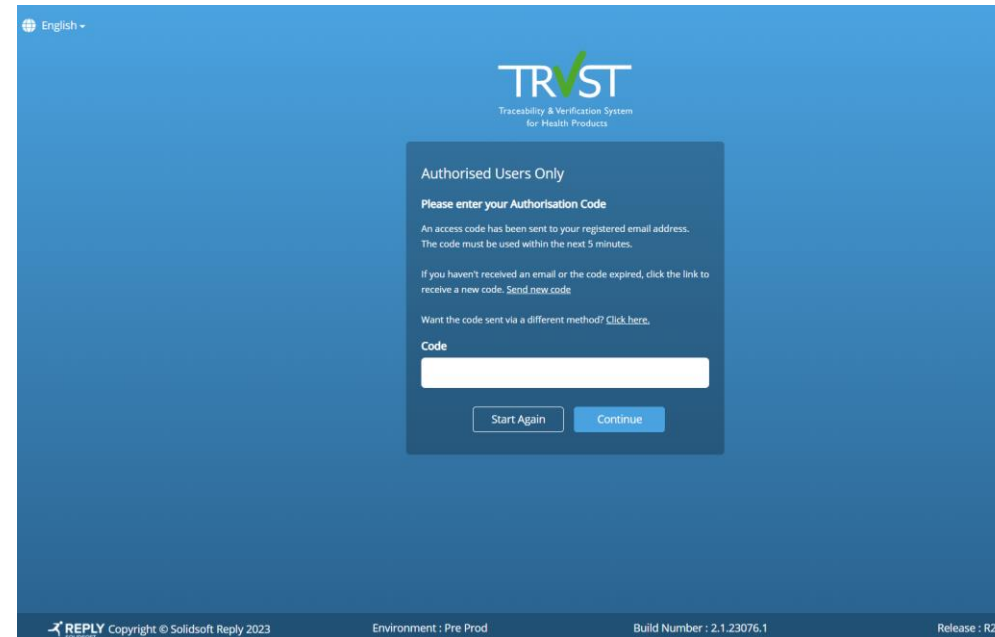 English
TRVST
Traceability & Verification System
for Health Products
Authorised Users Only
Please enter your Authorisation Code
An access code has been sent to your registered email address.
The code must be used within the next 5 minutes.
If you haven't received an email or the code expired, click the link to
receive a new code. Send new code
Want the code sent via a different method? Click here.
Code
Start Again Continue
REPLY Copyright © Solidsoft Reply 2023 Environment : Pre Prod Build Number : 2.1.23076.1 Release : R2
SOLIDSOFT